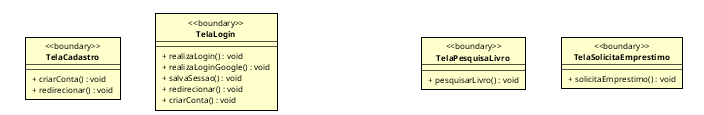 <<boundary>>
TelaCadastro
+ criarConta() : void
+ redirecionar() : void
<<boundary>>
TelaLogin
+ realizaLogin() : void
+ realizaLoginGoogle() : void
+ salvaSessao() : void
+ redirecionar() : void
+ criarConta() : void
<<boundary>>
TelaPesquisaLivro
+ pesquisarLivro() : void
<<boundary>>
TelaSolicitaEmprestimo
+ solicitaEmprestimo() : void